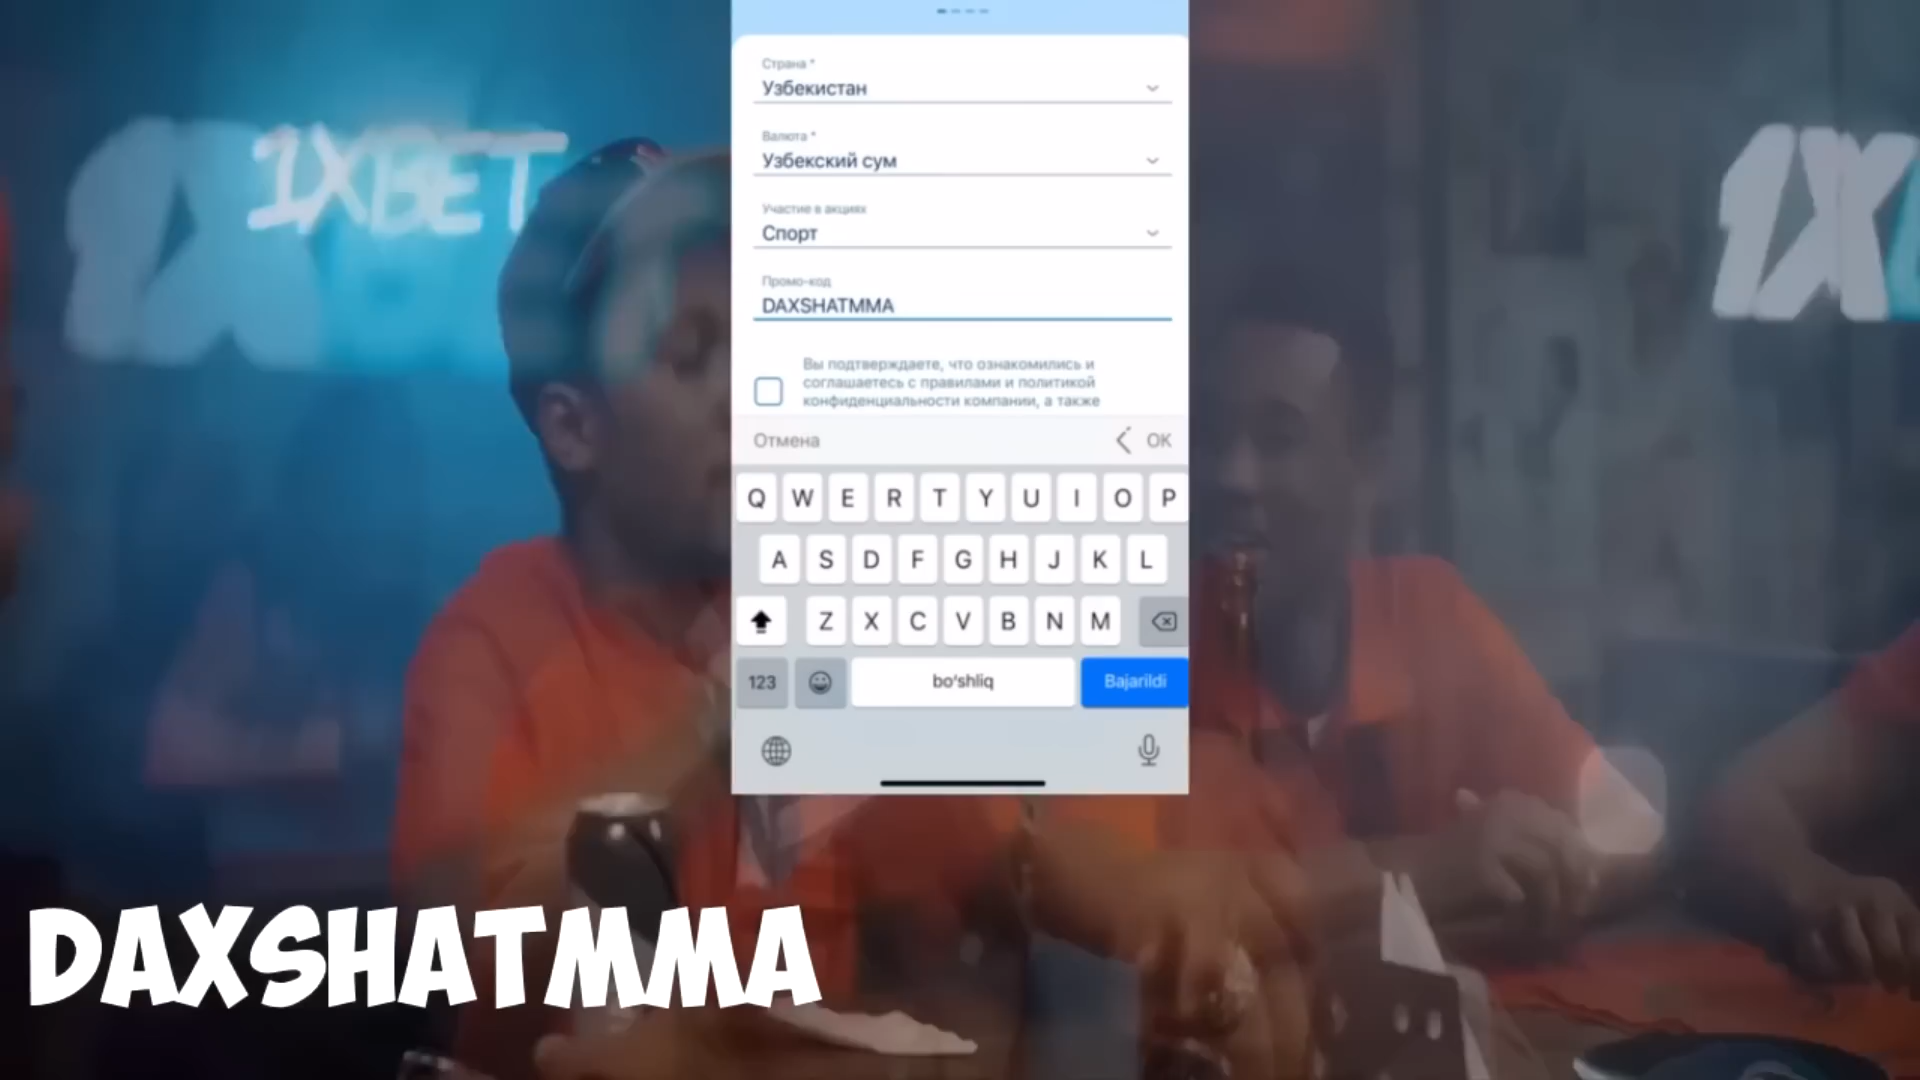 1XBET
1X
Страна *
Узбекистан
Валюта *
Узбекский сум
Участие в акциях
Спорт
Промо-код
DAXSHATMMA
Вы подтверждаете, что ознакомились и
соглашаетесь с правилами и политикой
конфиденциальности компании, а также
Отмена
OK
Q W E R T Y U I O P
A S D F G H J K L
Z X C V B N M
123
bo'shliq
Bajarildi
DAXSHATMMA